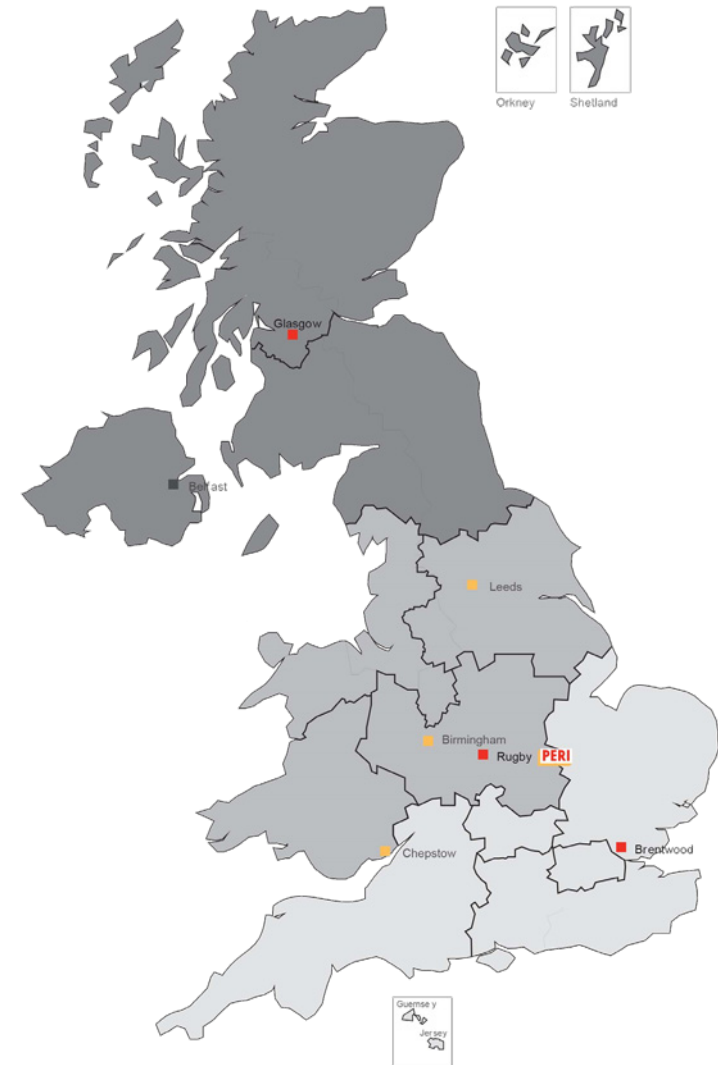 Orkney
Shetland
Glasgow
Belfast
Leeds
Birmingham
Rugby
PERI
Chepstow
Brentwood
Guernsey
Jersey